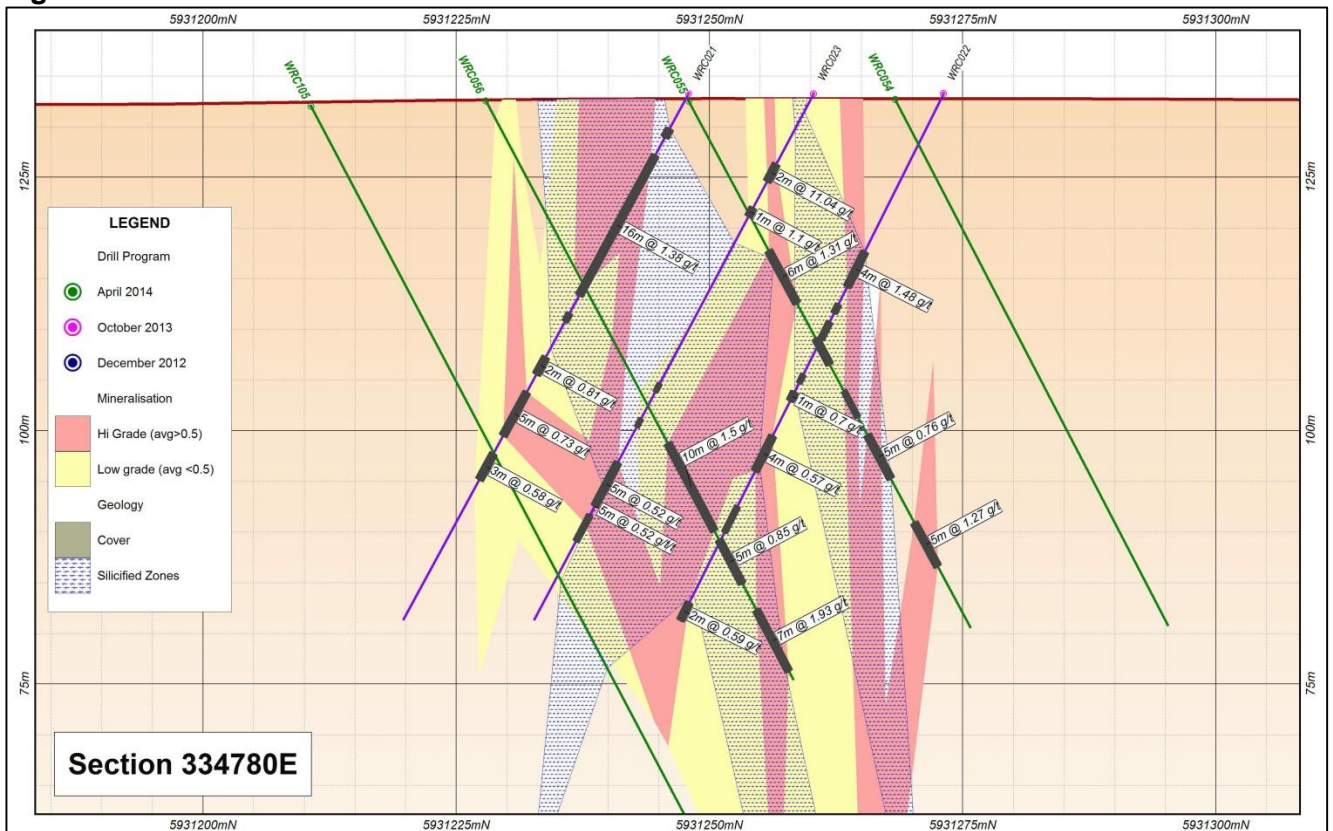 5931200mN 5931225mN 5931250mN 5931275mN 5931300mN
WRC105
WRC056
WRC055
WRC021
WRC023
WRC054
WRC022
125m
125m
2m @ 11.04 g/t
1m @ 1.1 g/t
6m @ 1.31 g/t
4m @ 1.48 g/t
16m @ 1.38 g/t
LEGEND
Drill Program
April 2014
October 2013
December 2012
Mineralisation
Hi Grade (avg>0.5)
Low grade (avg <0.5)
Geology
Cover
Silicified Zones
2m @ 0.81 g/t
5m @ 0.73 g/t
3m @ 0.58 g/t
1m @ 0.7 g/t
100m
100m
10m @ 1.5 g/t
4m @ 0.57 g/t
5m @ 0.76 g/t
5m @ 0.52 g/t
5m @ 0.52 g/t/t
5m @ 0.85 g/t
5m @ 1.27 g/t
2m @ 0.59 g/t
7m @ 1.93 g/t
75m
75m
Section 334780E
5931200mN 5931225mN 5931250mN 5931275mN 5931300mN